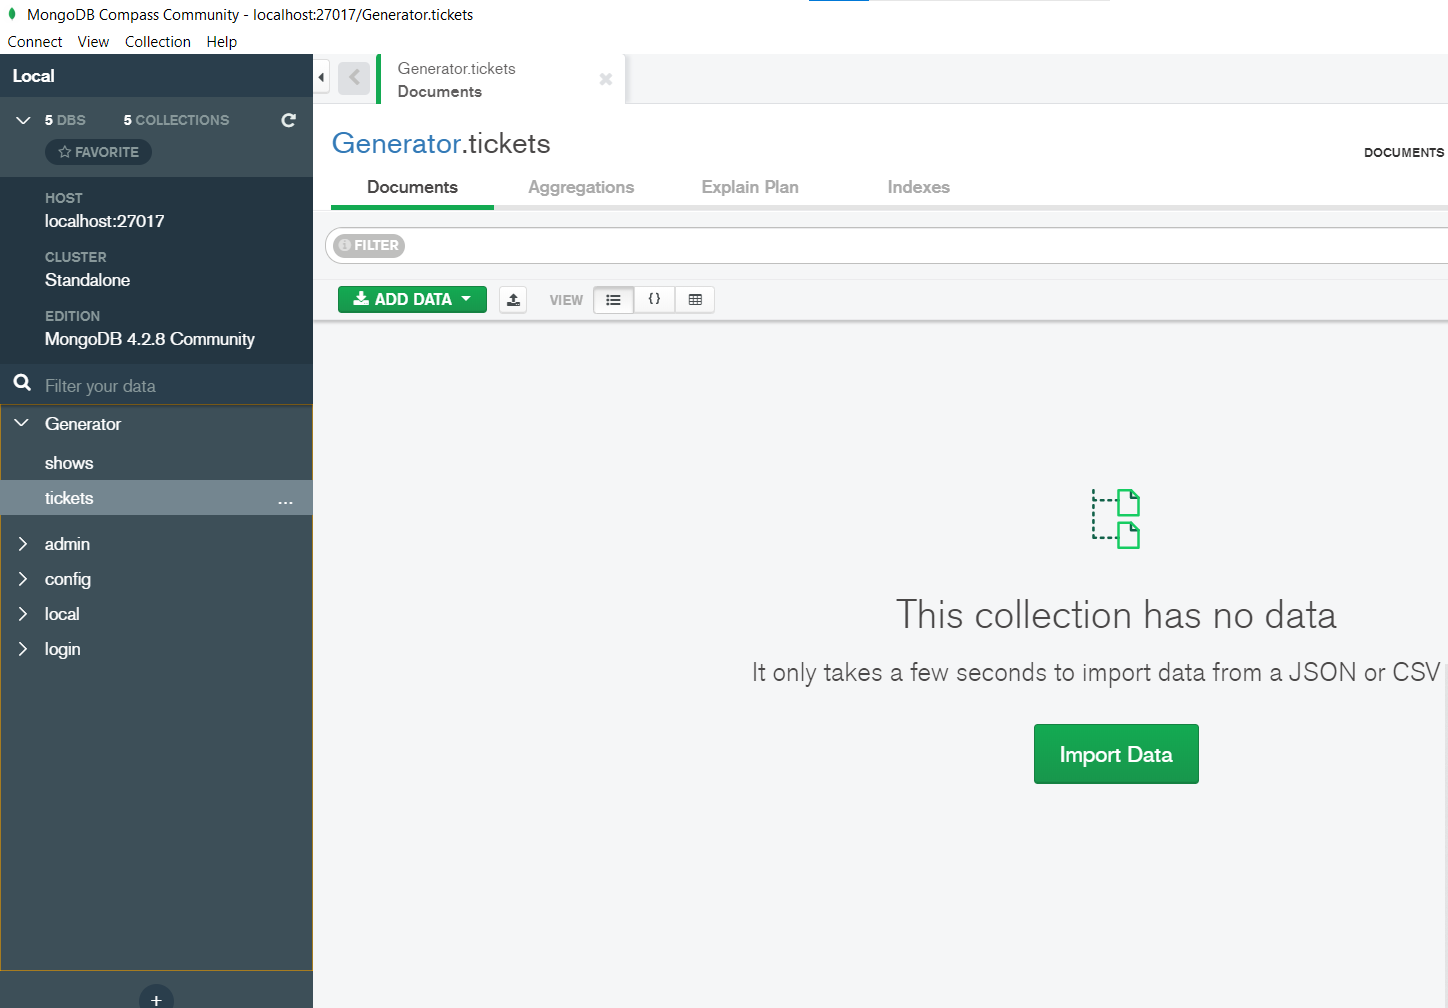 MongoDB Compass Community - localhost:27017/Generator.tickets
Connect View Collection Help
Local
5 DBS 5 COLLECTIONS
FAVORITE
HOST
localhost:27017
CLUSTER
Standalone
EDITION
MongoDB 4.2.8 Community
Filter your data
Generator
shows
tickets ...
admin
config
local
login
+
Generator.tickets
Documents
Generator.tickets
DOCUMENTS
Documents Aggregations Explain Plan Indexes
FILTER
ADD DATA VIEW {}
This collection has no data
It only takes a few seconds to import data from a JSON or CSV
Import Data